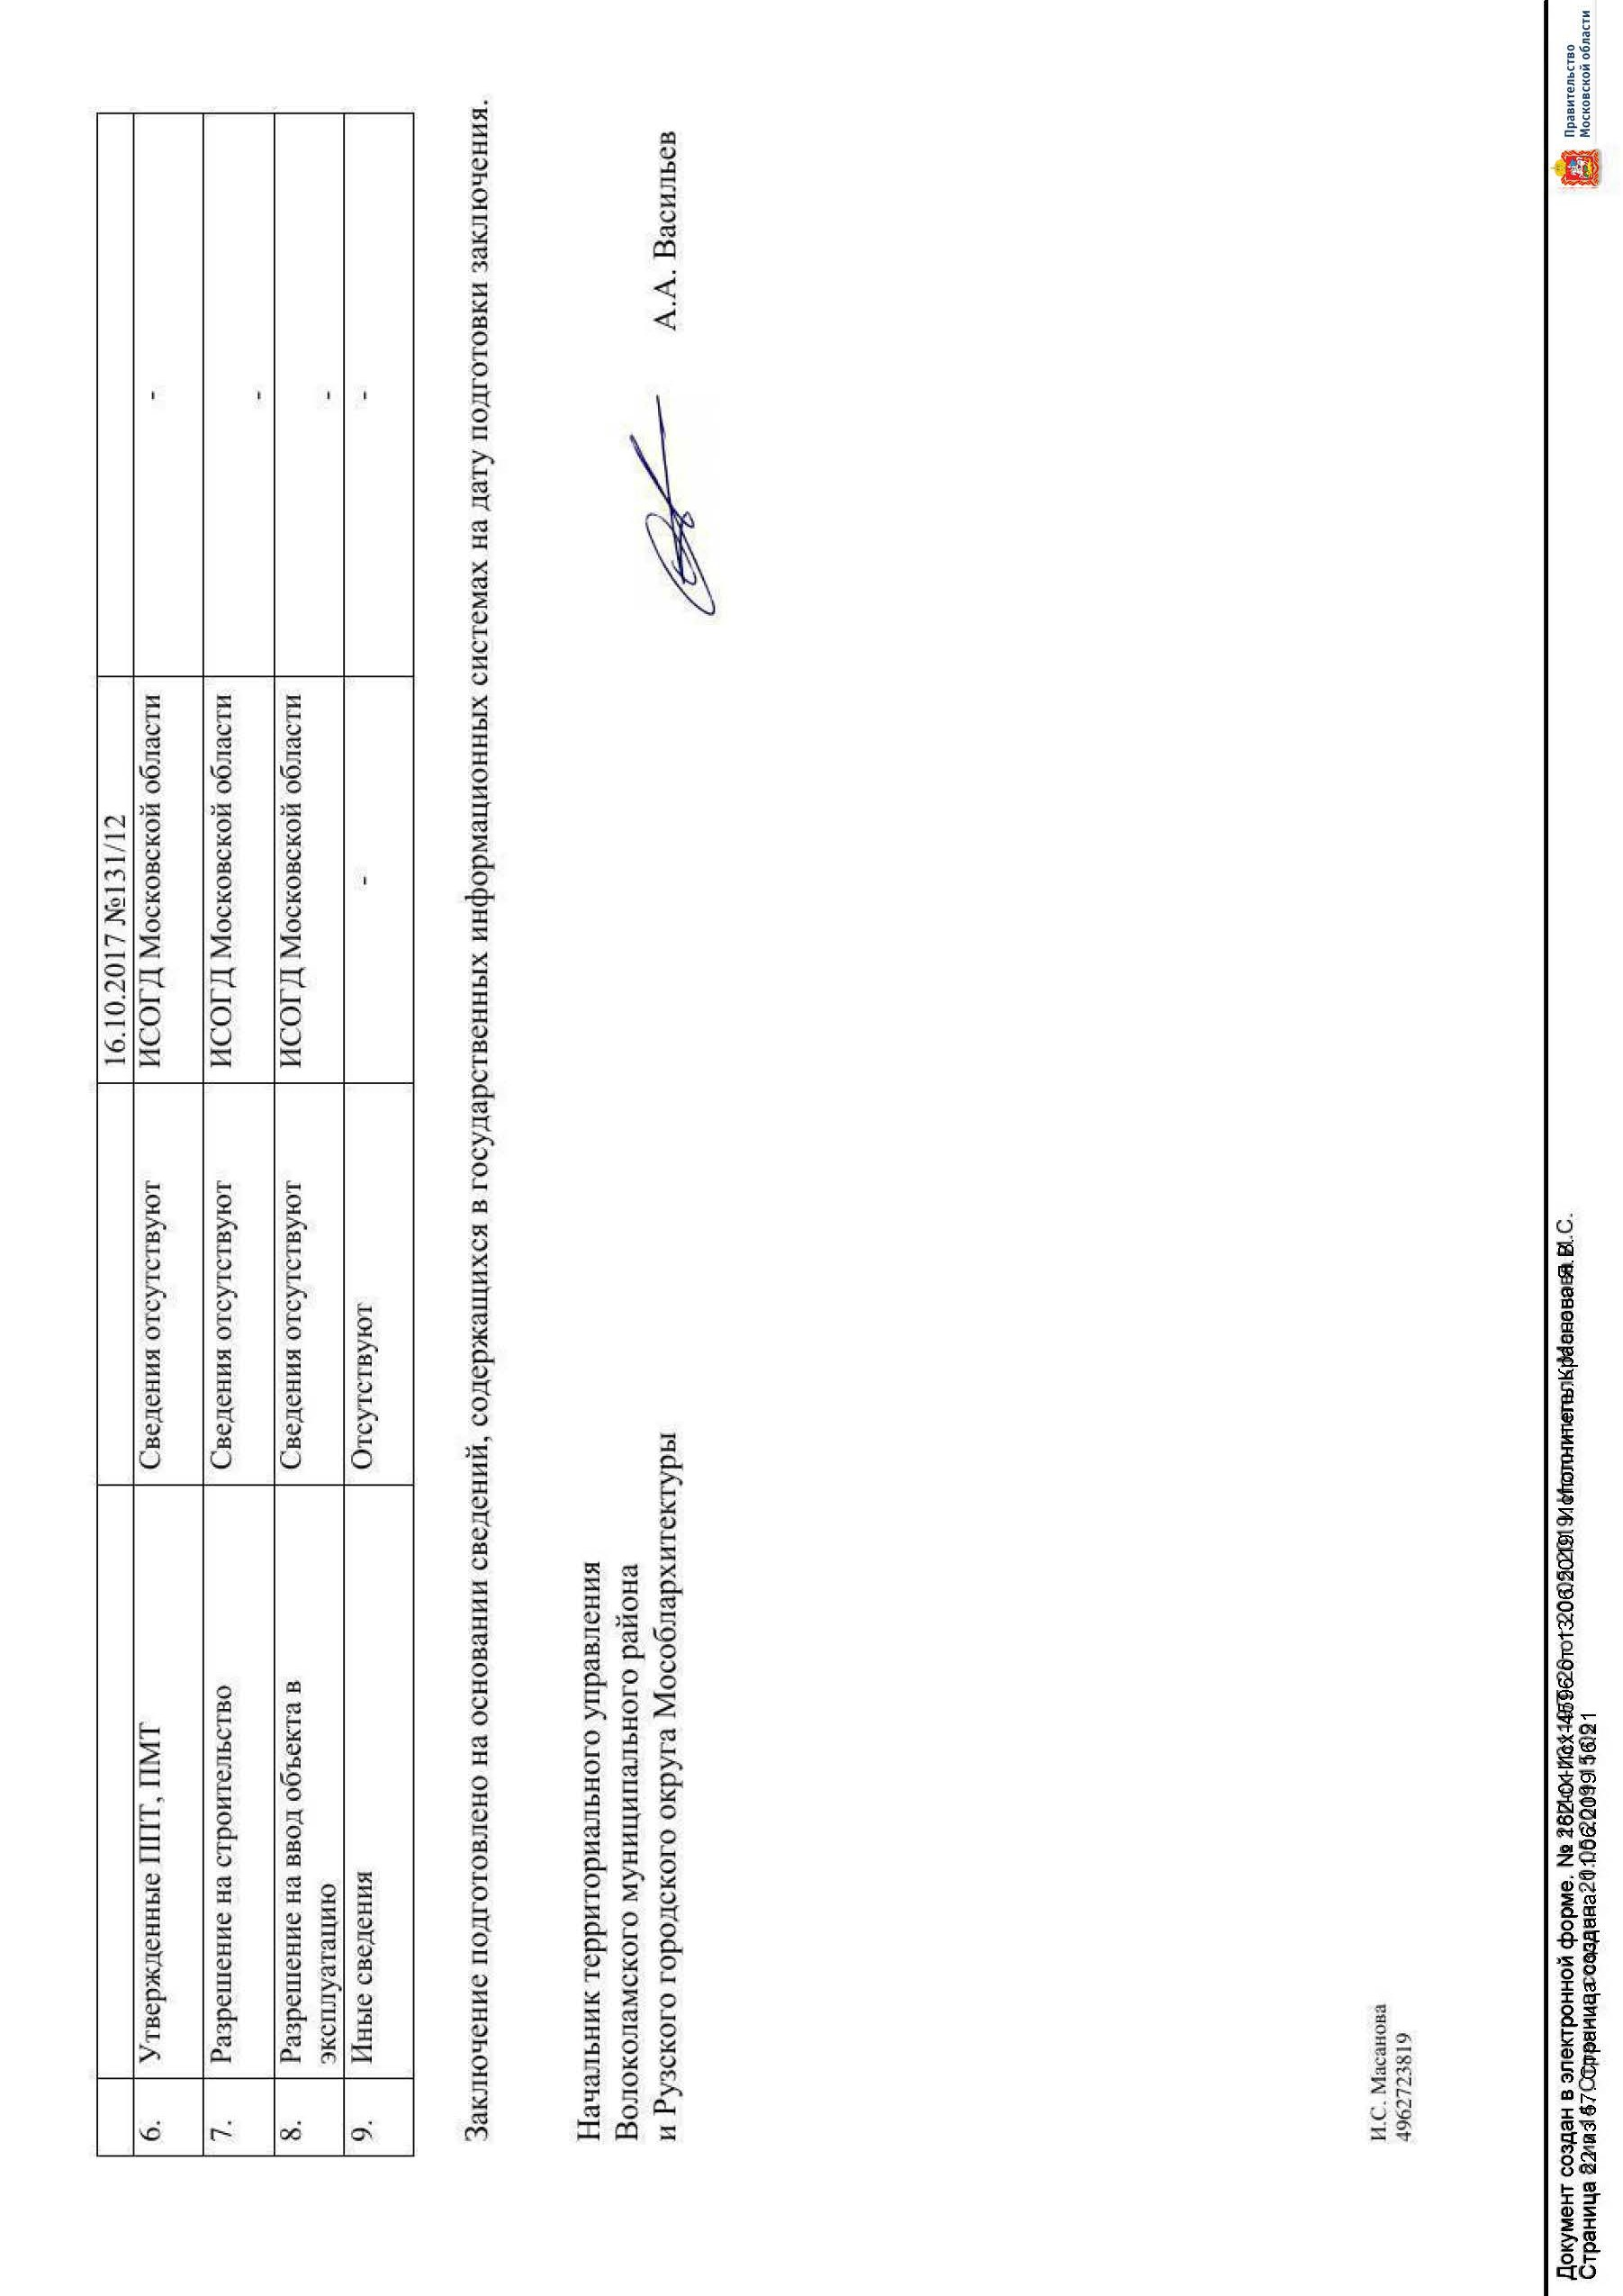 16.10.2017 №131/12
6. Утвержденные ППТ, ПМТ Сведения отсутствуют ИСОГД Московской области -
7. Разрешение на строительство Сведения отсутствуют ИСОГД Московской области -
8. Разрешение на ввод объекта в эксплуатацию Сведения отсутствуют ИСОГД Московской области -
9. Иные сведения Отсутствуют - -
Заключение подготовлено на основании сведений, содержащихся в государственных информационных системах на дату подготовки заключения.
Начальник территориального управления
Волоколамского муниципального района
и Рузского городского округа Мособлархитектуры А.А. Васильев
И.С. Масанова
4962723819
Документ создан в электронной форме. №
Страница
Правительство
Московской области